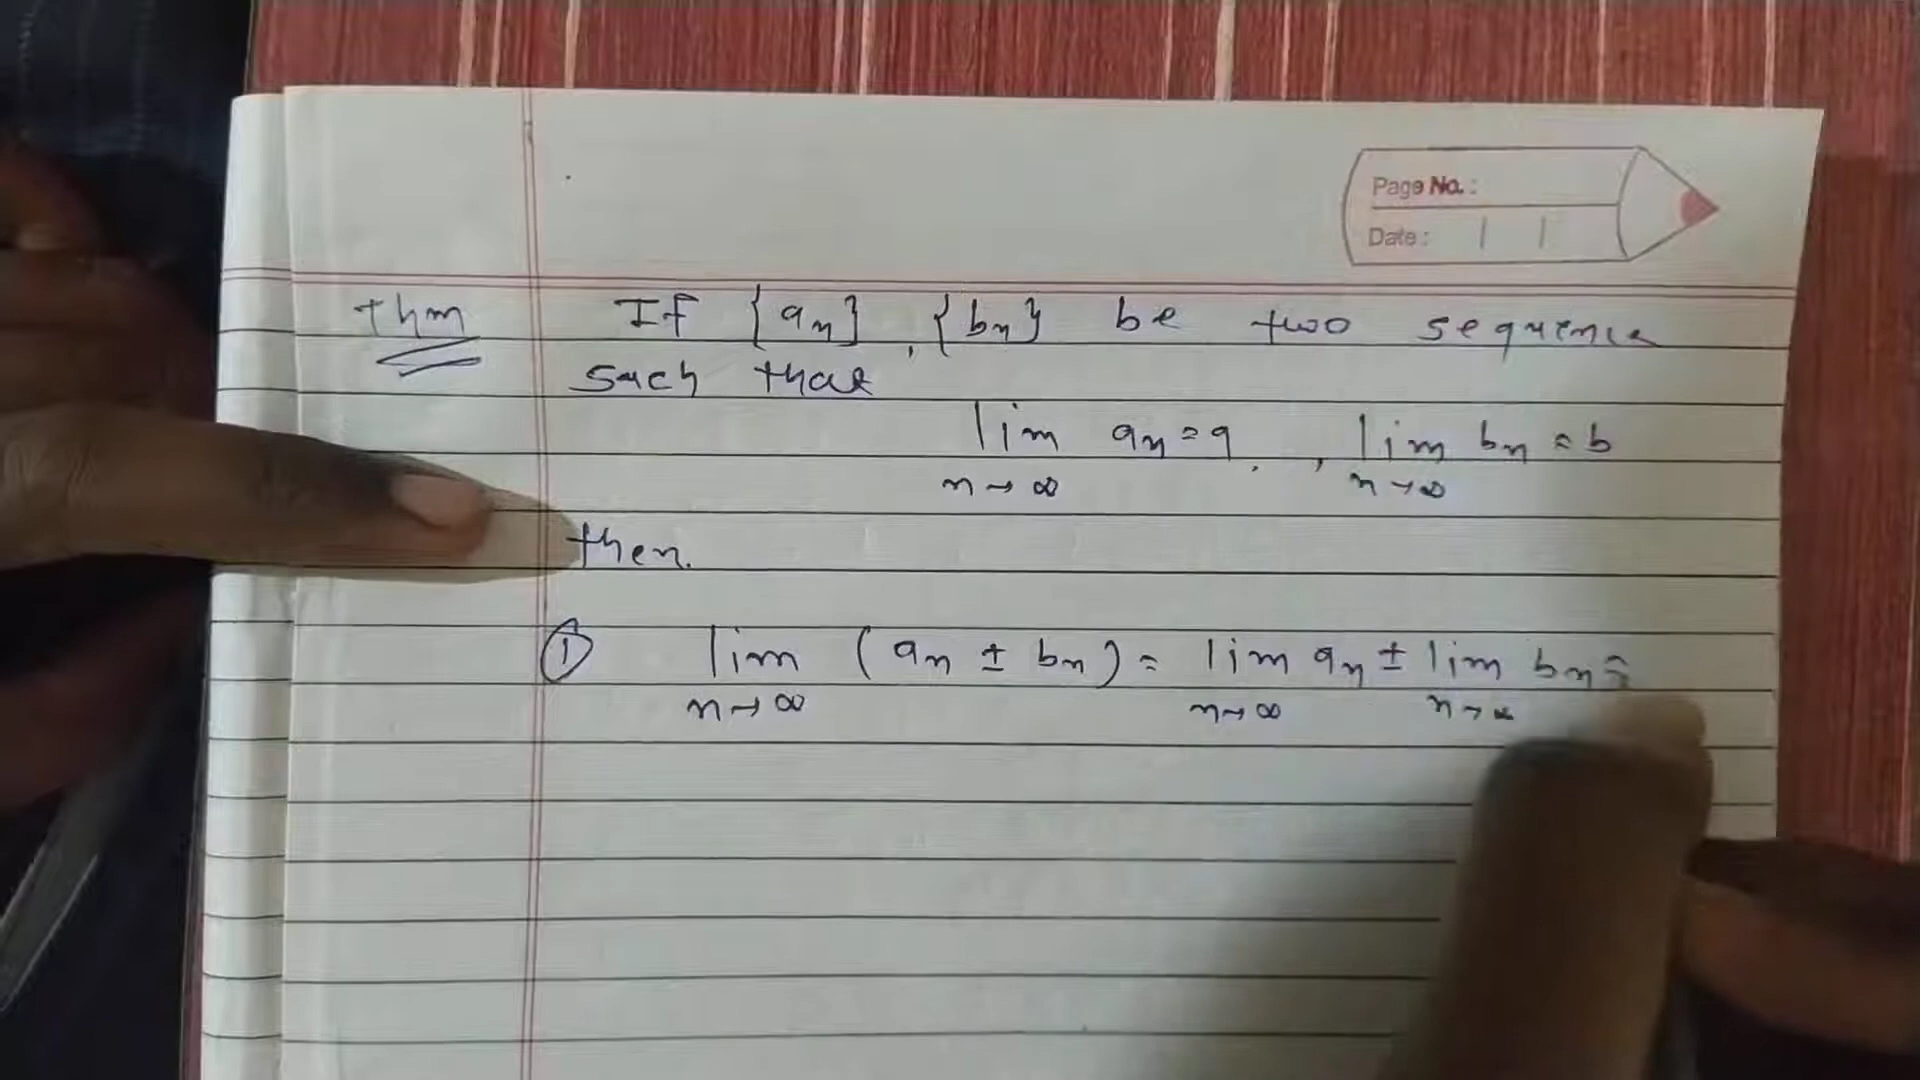 Page No. :
Date :
thm If {an}, {bn} be two sequence
such that
lim an = a, lim bn = b
n→∞ n→∞
then.
① lim (an ± bn) = lim an ± lim bn =
n→∞ n→∞ n→∞